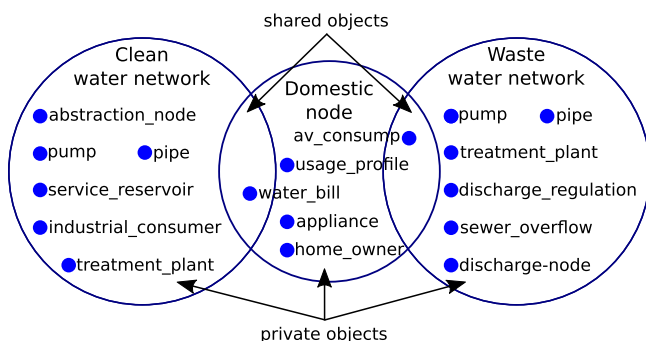 shared objects
Clean
water network
Domestic
node
Waste
water network
abstraction_node
pump
pipe
service_reservoir
industrial_consumer
treatment_plant
av_consump
usage_profile
water_bill
appliance
home_owner
pump
pipe
treatment_plant
discharge_regulation
sewer_overflow
discharge-node
private objects